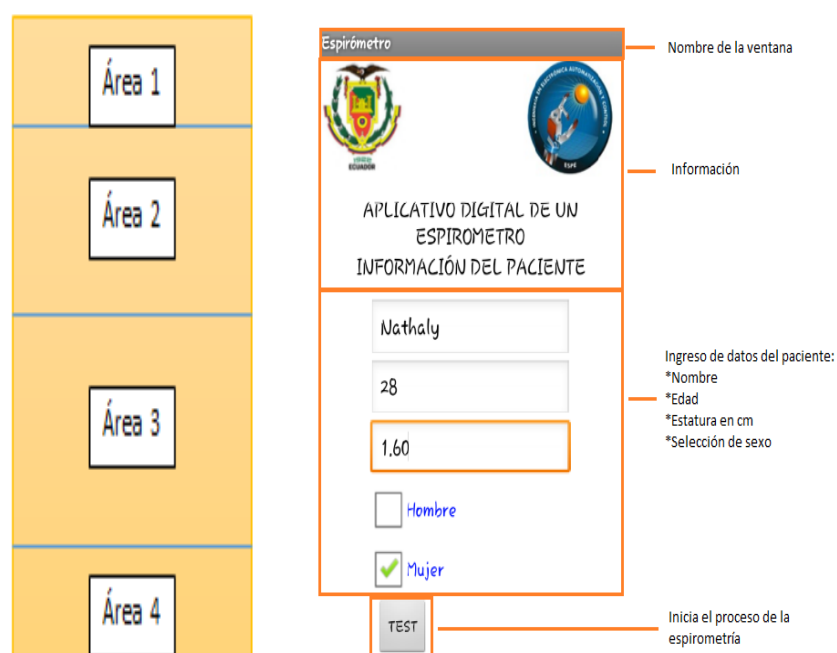 Área 1
Área 2
Área 3
Área 4
Espirómetro
ECUADOR
ESPE
APLICATIVO DIGITAL DE UN
ESPIROMETRO
INFORMACIÓN DEL PACIENTE
Nathaly
28
1.60
Hombre
Mujer
TEST
Nombre de la ventana
Información
Ingreso de datos del paciente:
*Nombre
*Edad
*Estatura en cm
*Selección de sexo
Inicia el proceso de la
espirometría